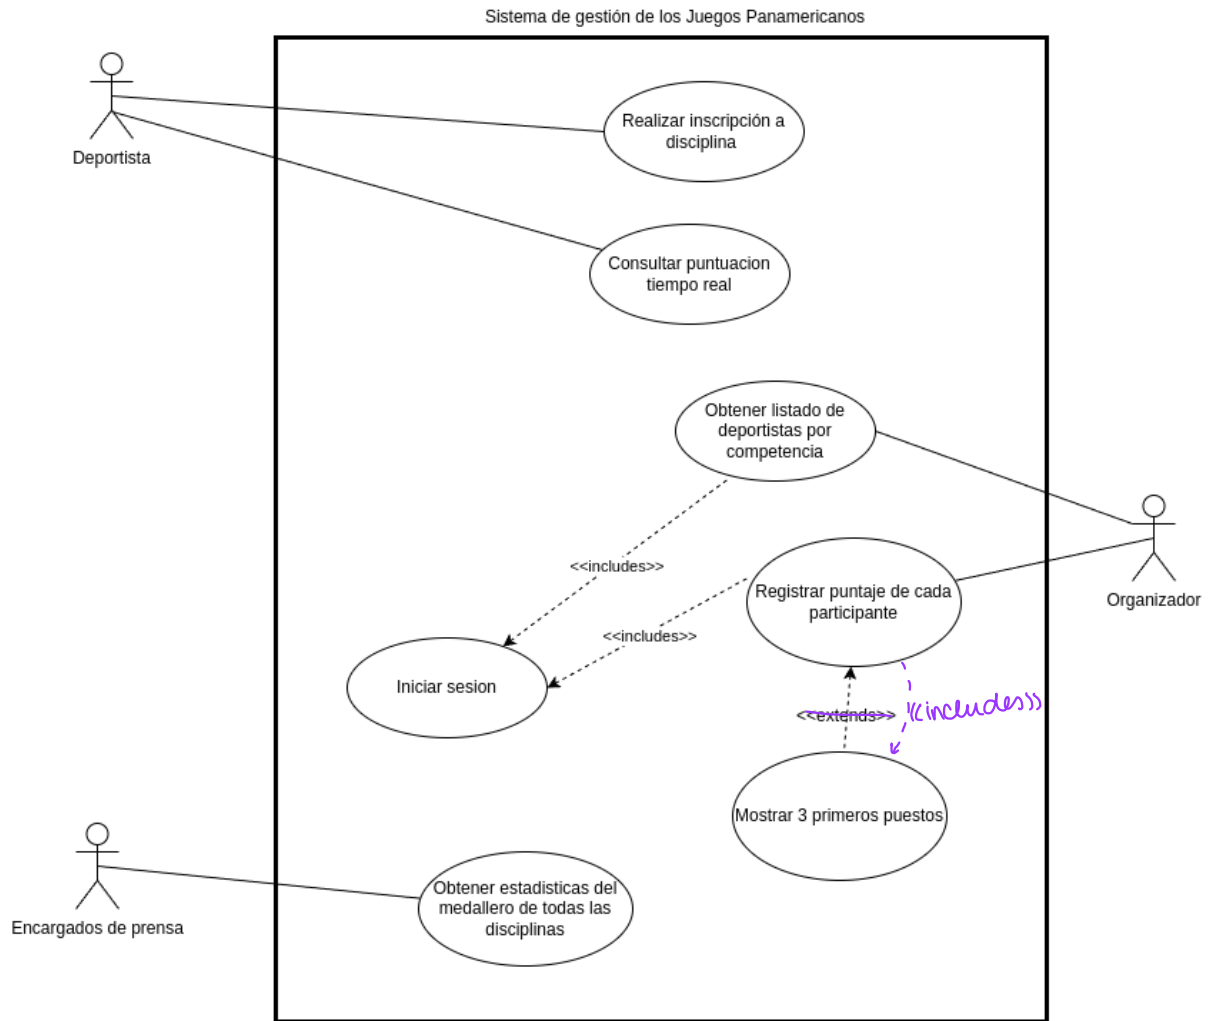 Sistema de gestión de los Juegos Panamericanos
Deportista
Realizar inscripción a
disciplina
Consultar puntuacion
tiempo real
Obtener listado de
deportistas por
competencia
Organizador
<<includes>>
Registrar puntaje de cada
participante
<<includes>>
Iniciar sesion
<<extends>>
<<includes>>
Mostrar 3 primeros puestos
Encargados de prensa
Obtener estadisticas del
medallero de todas las
disciplinas